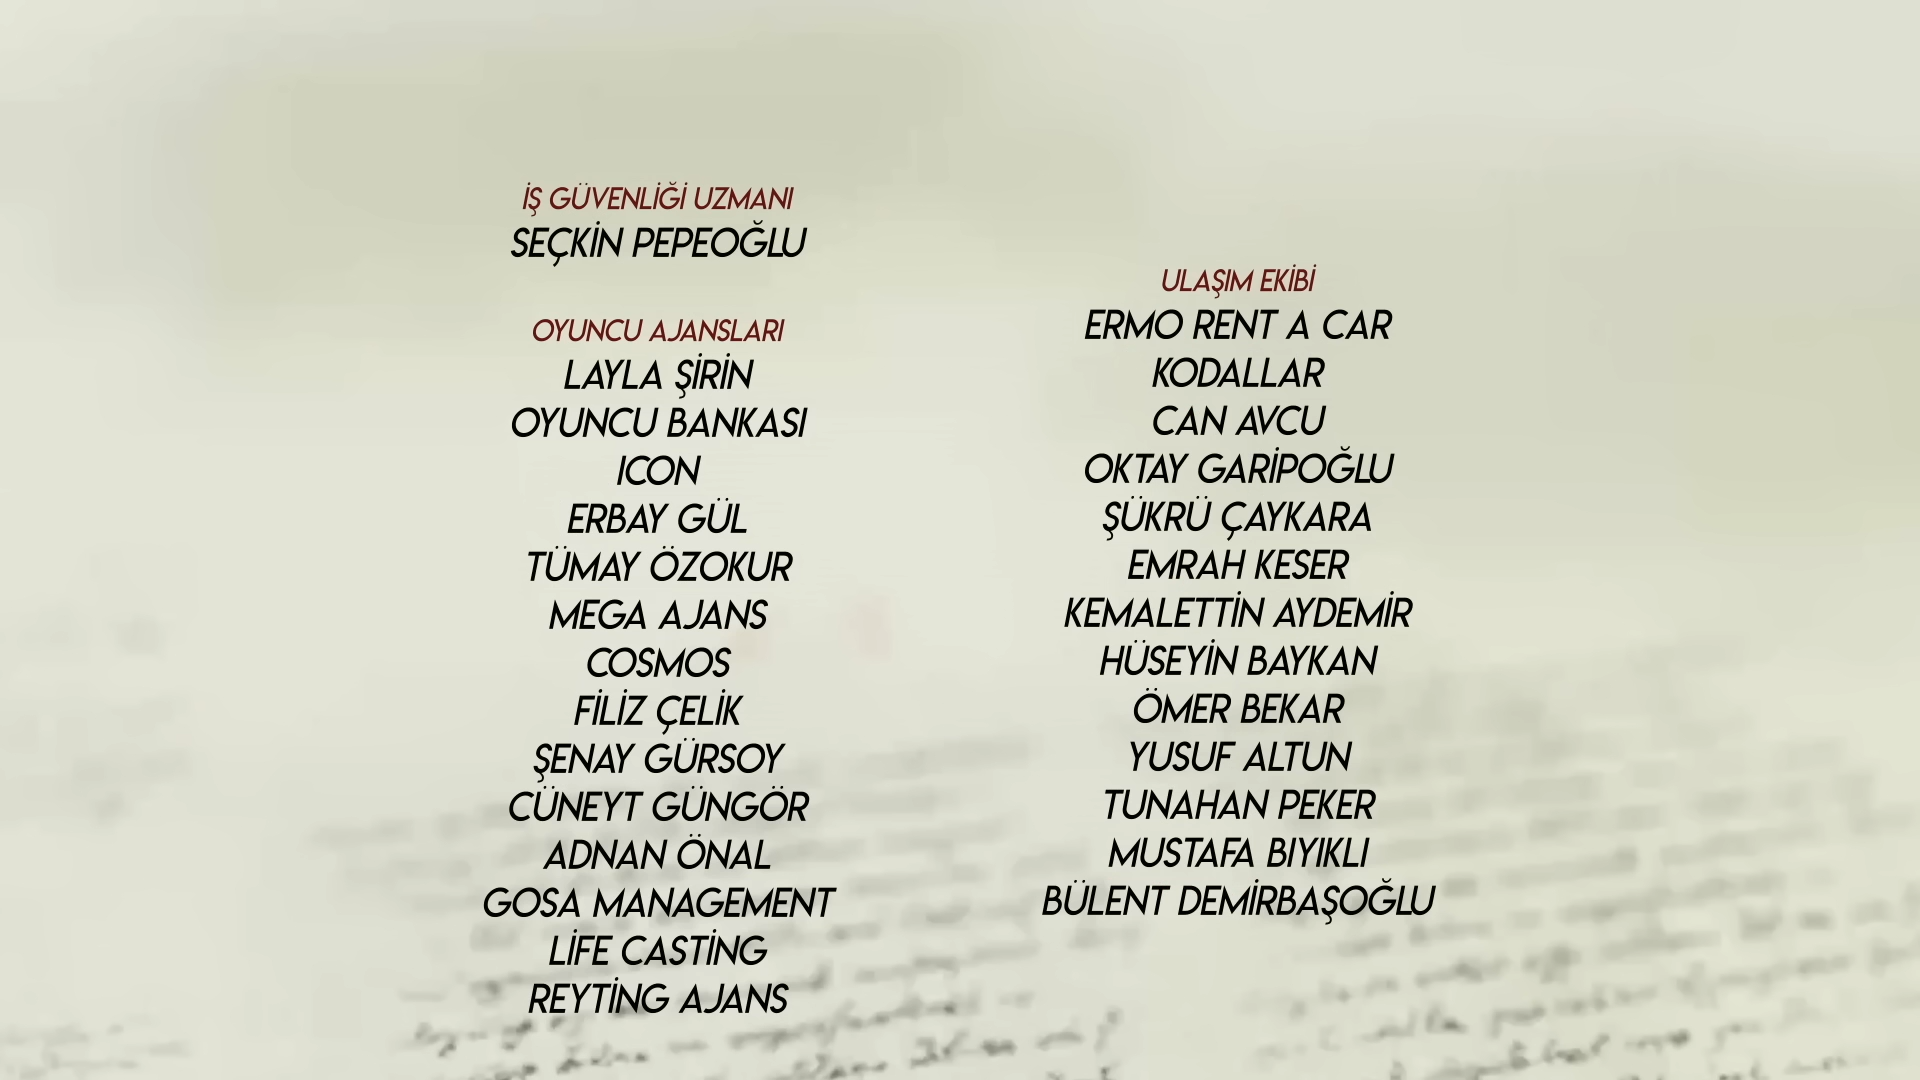 İŞ GÜVENLİĞİ UZMANI
SEÇKİN PEPEOĞLU
OYUNCU AJANSLARI
LAYLA ŞİRİN
OYUNCU BANKASI
ICON
ERBAY GÜL
TÜMAY ÖZOKUR
MEGA AJANS
COSMOS
FİLİZ ÇELİK
ŞENAY GÜRSOY
CÜNEYT GÜNGÖR
ADNAN ÖNAL
GOSA MANAGEMENT
LİFE CASTİNG
REYTİNG AJANS
ULAŞIM EKİBİ
ERMO RENT A CAR
KODALLAR
CAN AVCU
OKTAY GARİPOĞLU
ŞÜKRÜ ÇAYKARA
EMRAH KESER
KEMALETTİN AYDEMİR
HÜSEYİN BAYKAN
ÖMER BEKAR
YUSUF ALTUN
TUNAHAN PEKER
MUSTAFA BIYIKLI
BÜLENT DEMİRBAŞOĞLU